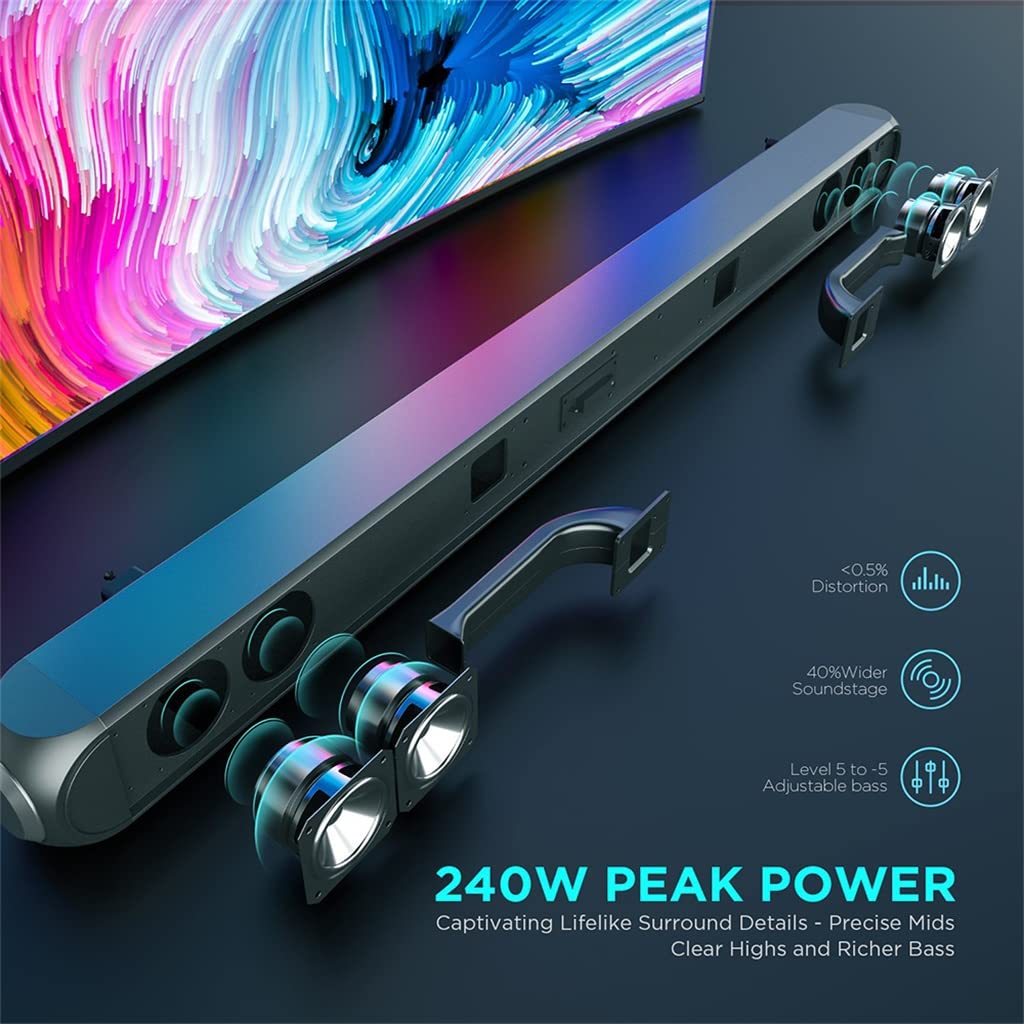 <0.5%
Distortion
40%Wider
Soundstage
Level 5 to -5
Adjustable bass
240W PEAK POWER
Captivating Lifelike Surround Details - Precise Mids
Clear Highs and Richer Bass